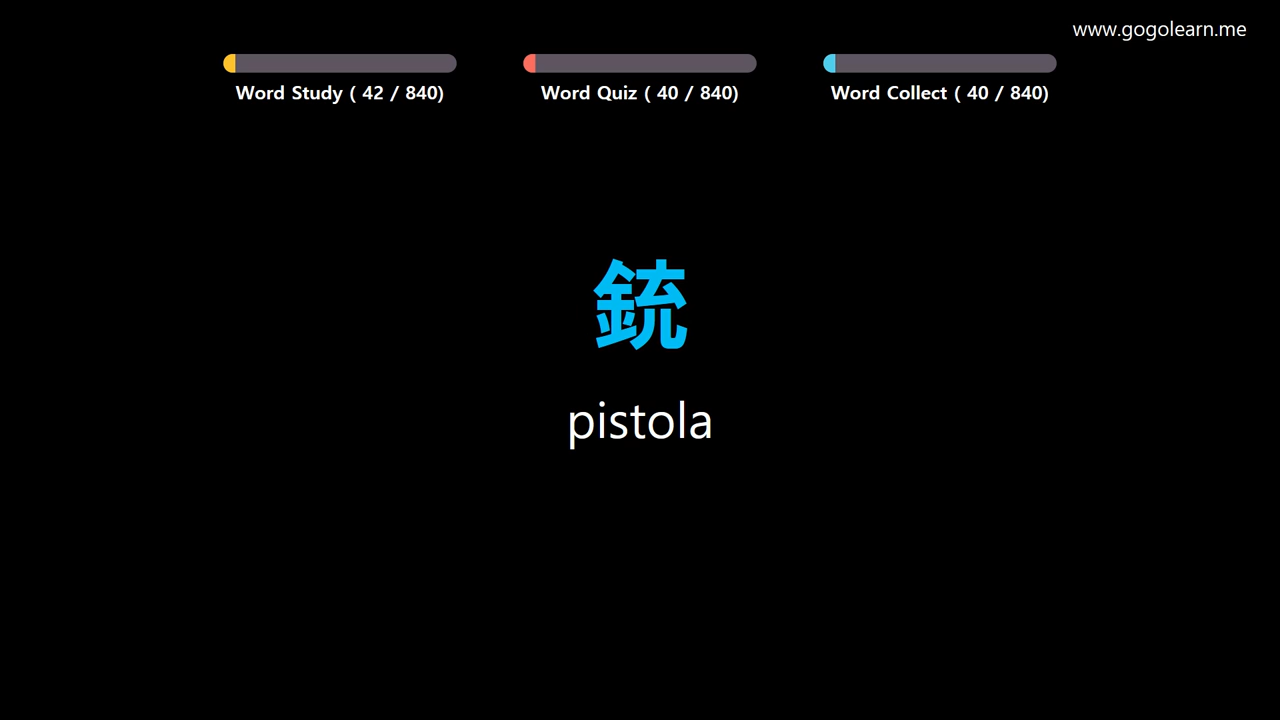 www.gogolearn.me
Word Study ( 42 / 840)
Word Quiz ( 40 / 840)
Word Collect ( 40 / 840)
銃
pistola